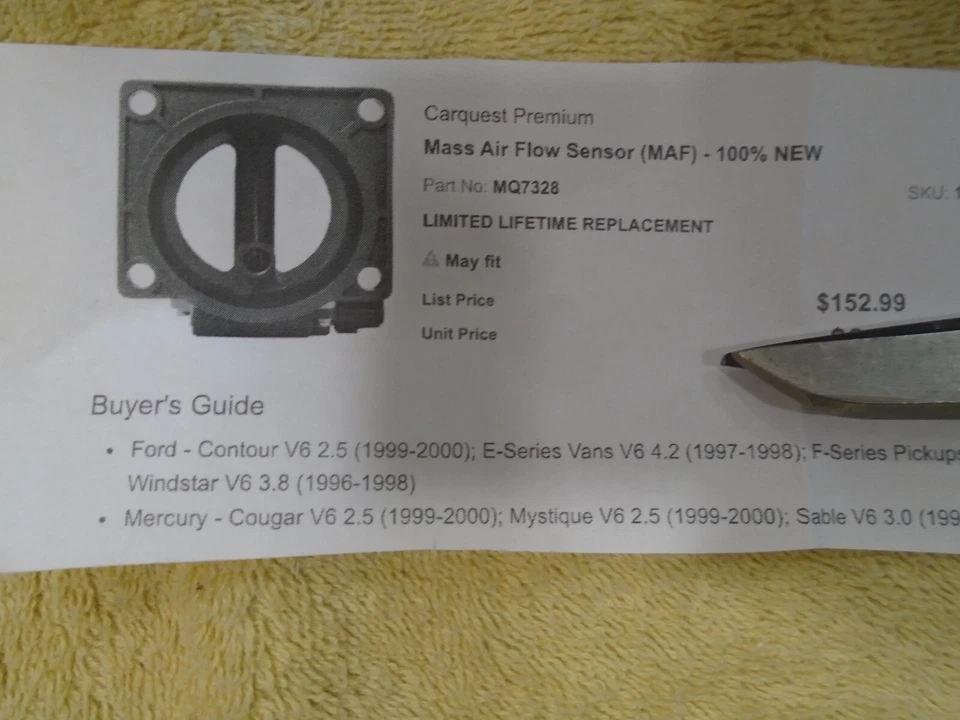 Carquest Premium
Mass Air Flow Sensor (MAF) - 100% NEW
Part No: MQ7328
SKU: 1
LIMITED LIFETIME REPLACEMENT
May fit
List Price $152.99
Unit Price
Buyer's Guide
• Ford - Contour V6 2.5 (1999-2000); E-Series Vans V6 4.2 (1997-1998); F-Series Pickups
Windstar V6 3.8 (1996-1998)
• Mercury - Cougar V6 2.5 (1999-2000); Mystique V6 2.5 (1999-2000); Sable V6 3.0 (199